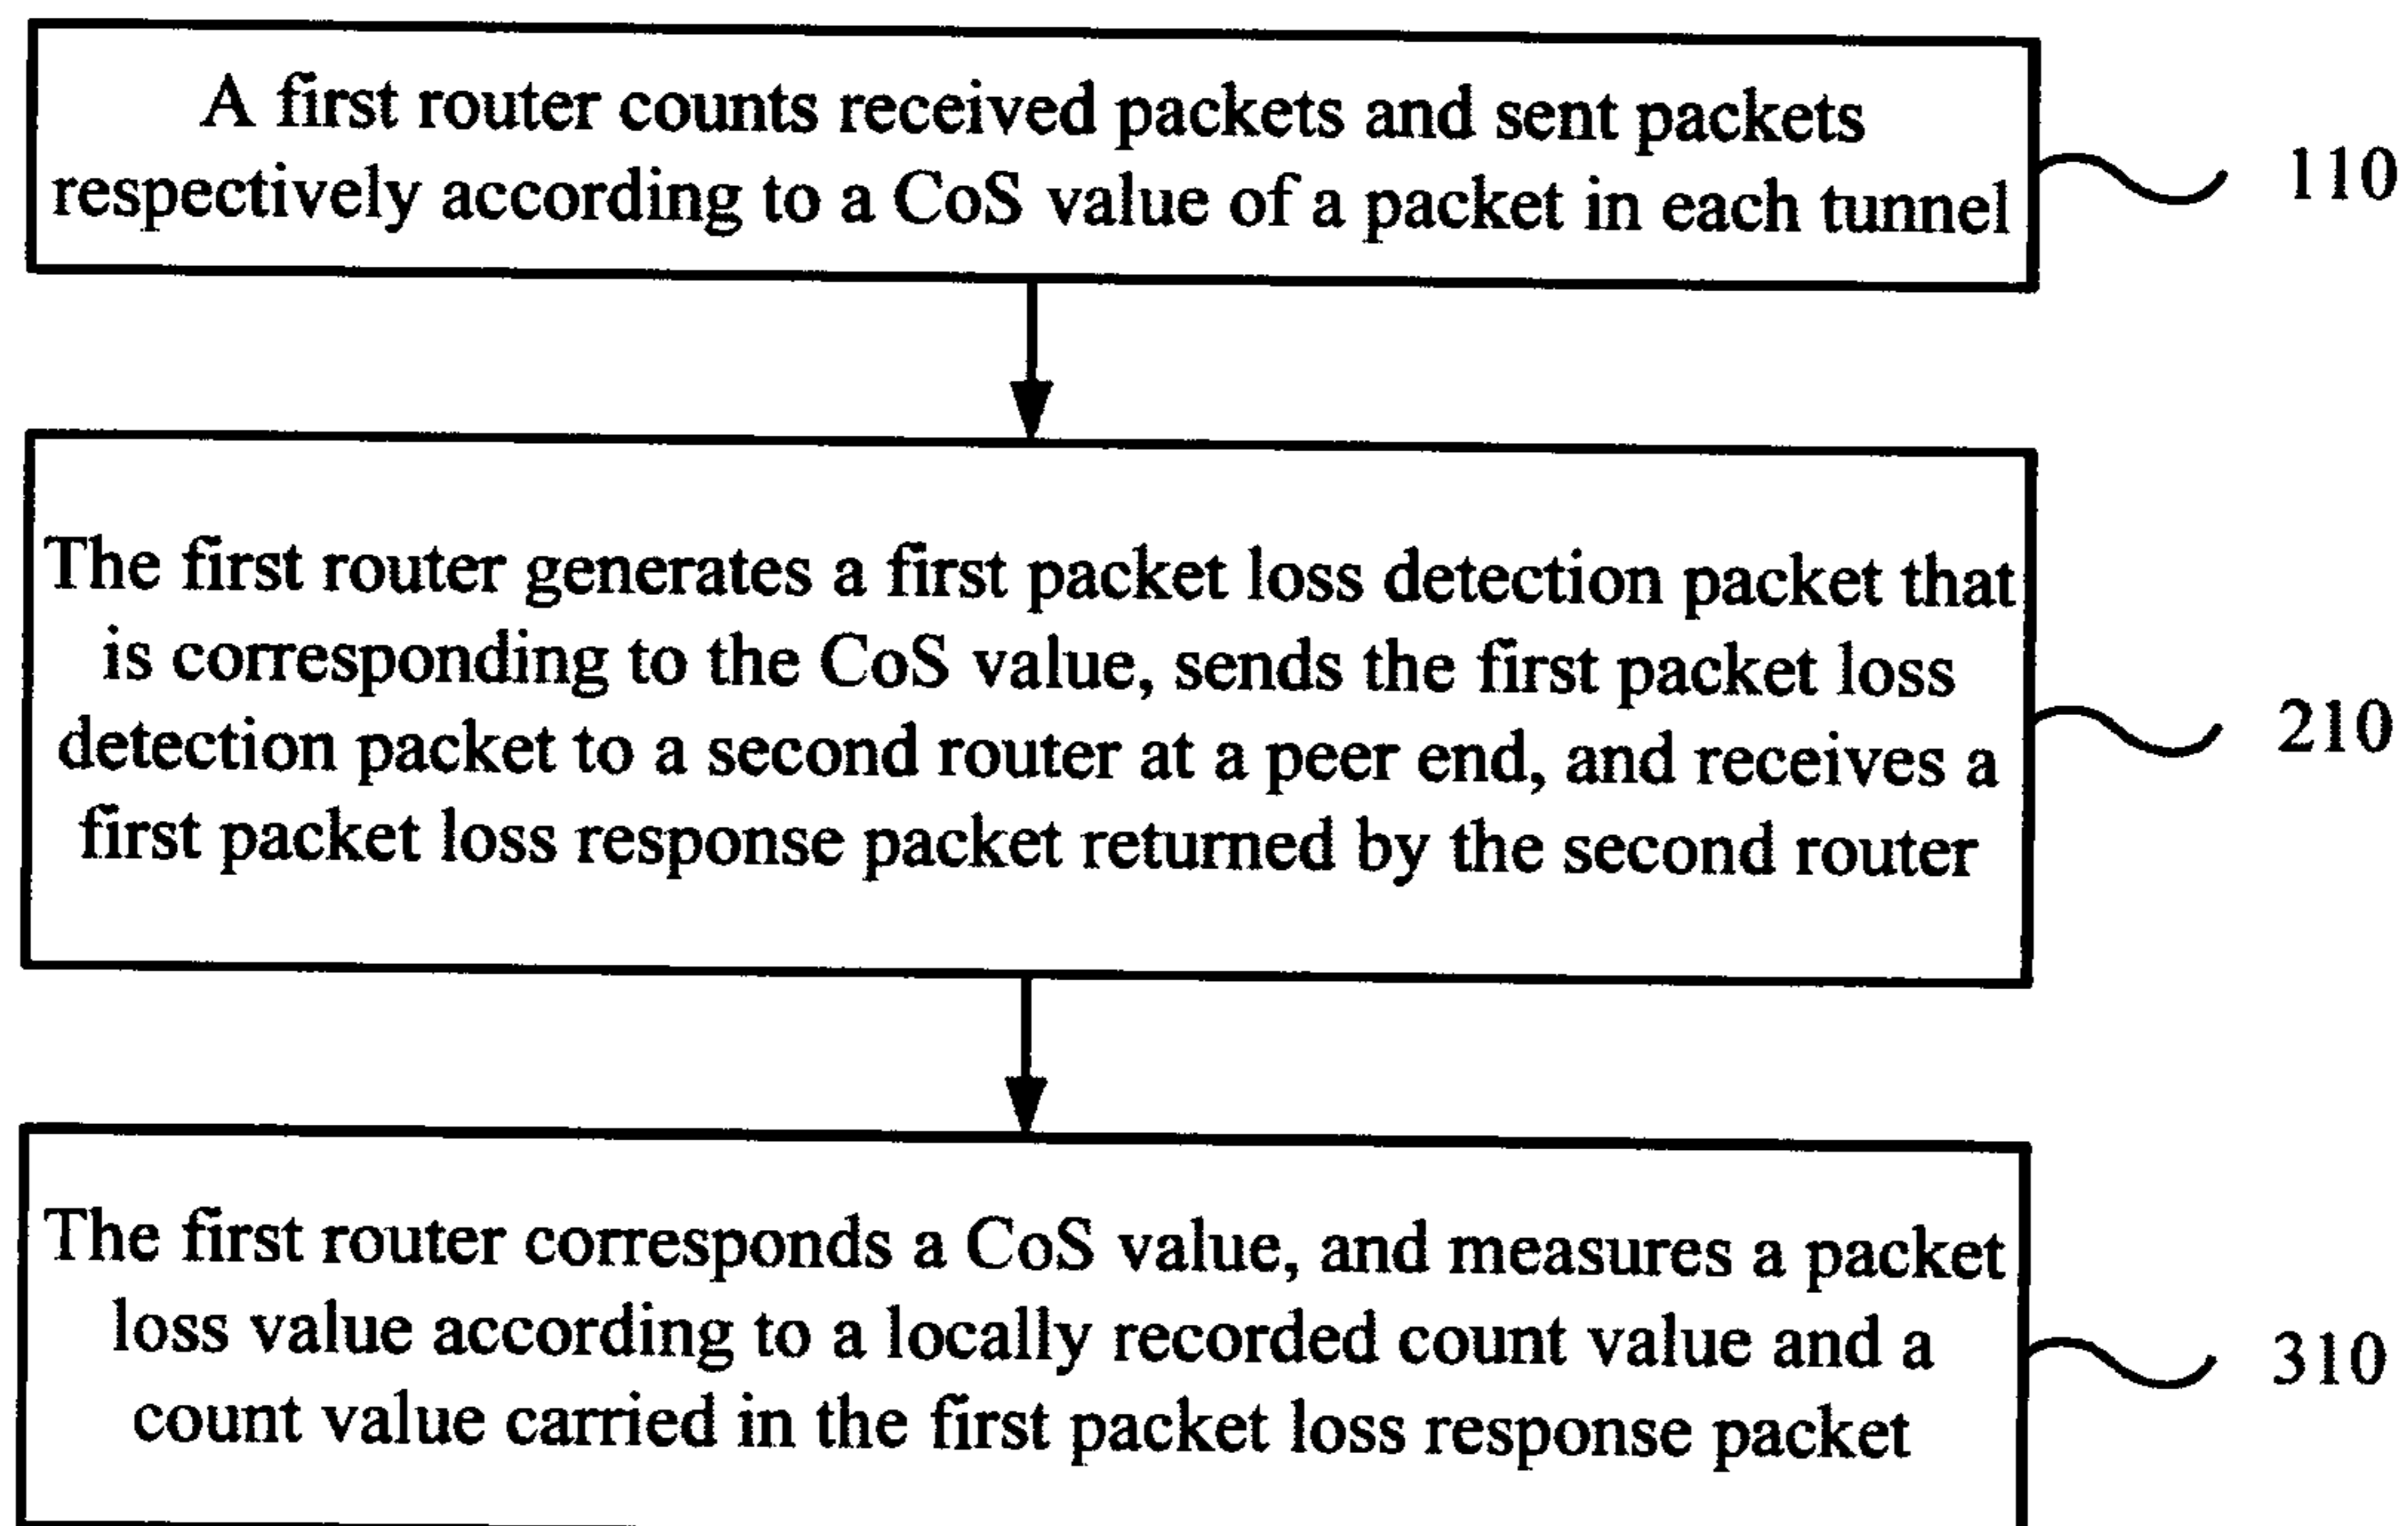 A first router counts received packets and sent packets
respectively according to a CoS value of a packet in each tunnel
110
The first router generates a first packet loss detection packet that
is corresponding to the CoS value, sends the first packet loss
detection packet to a second router at a peer end, and receives a
first packet loss response packet returned by the second router
210
The first router corresponds a CoS value, and measures a packet
loss value according to a locally recorded count value and a
count value carried in the first packet loss response packet
310